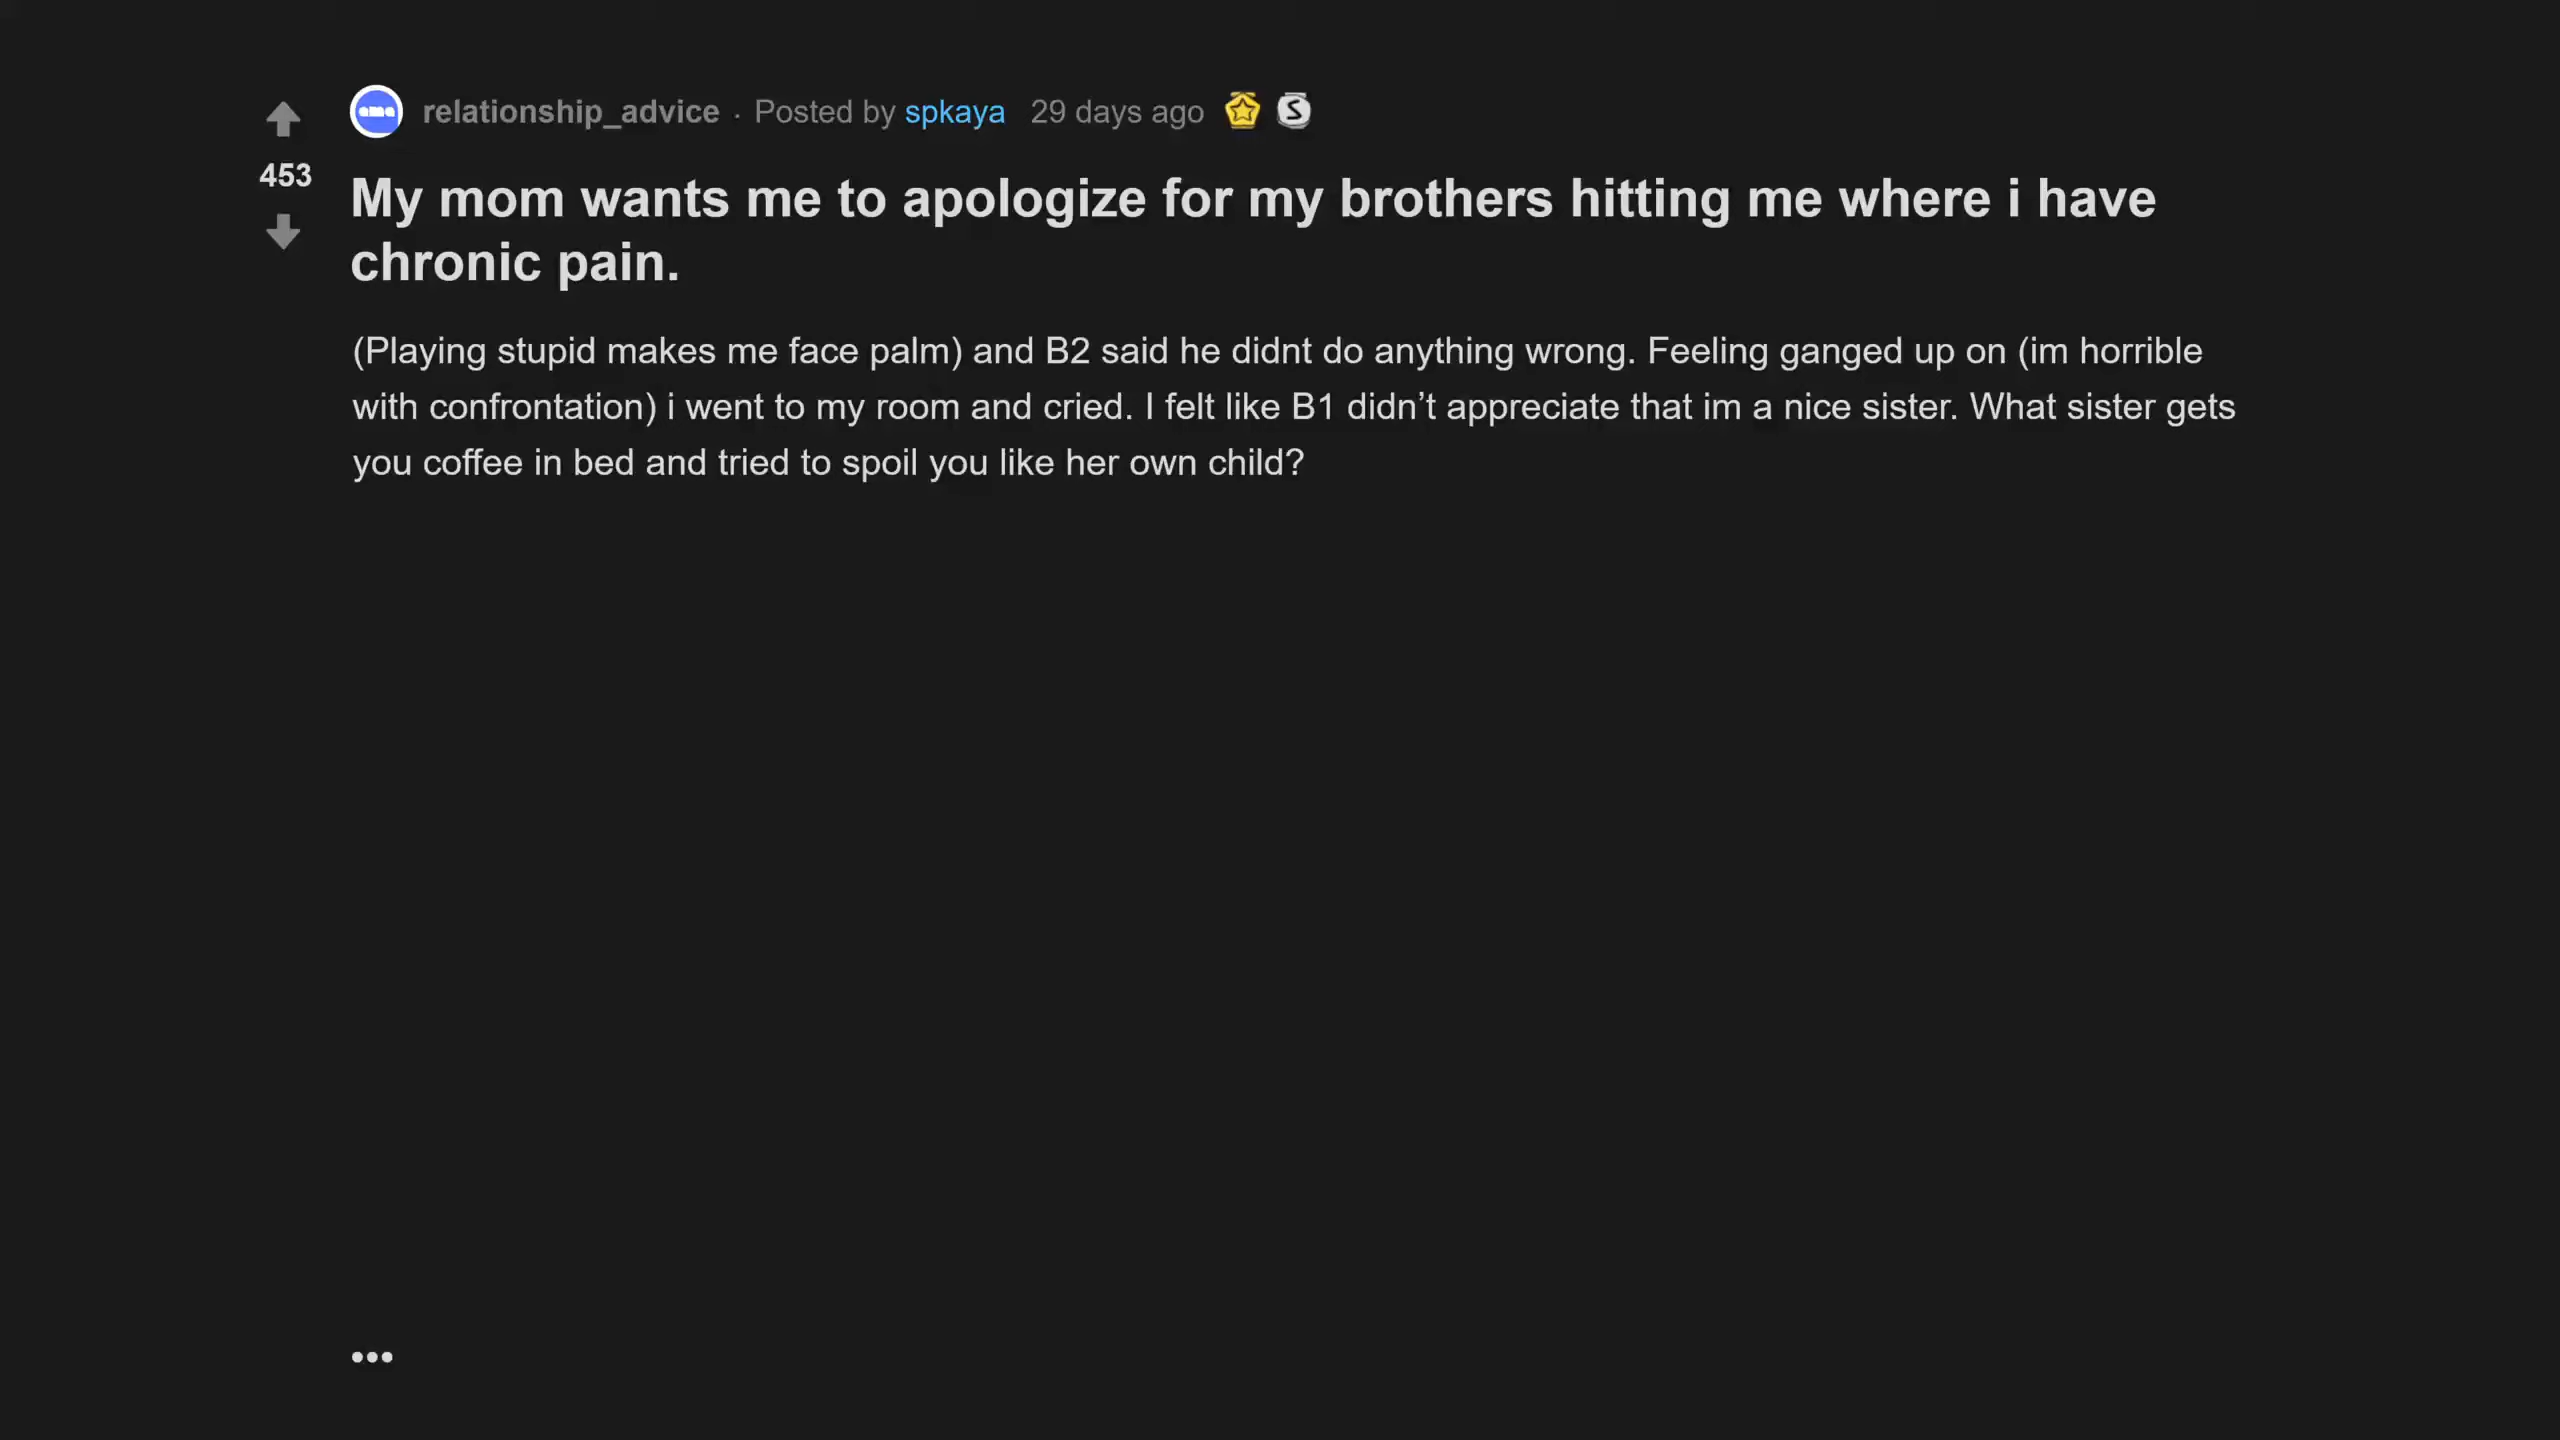 relationship_advice · Posted by spkaya 29 days ago
453
My mom wants me to apologize for my brothers hitting me where i have
chronic pain.
(Playing stupid makes me face palm) and B2 said he didnt do anything wrong. Feeling ganged up on (im horrible
with confrontation) i went to my room and cried. I felt like B1 didn’t appreciate that im a nice sister. What sister gets
you coffee in bed and tried to spoil you like her own child?
•••